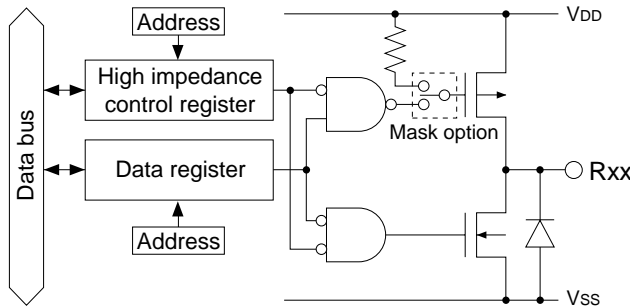 Address
VDD
High impedance
control register
Mask option
Data bus
Data register
Rxx
Address
VSS